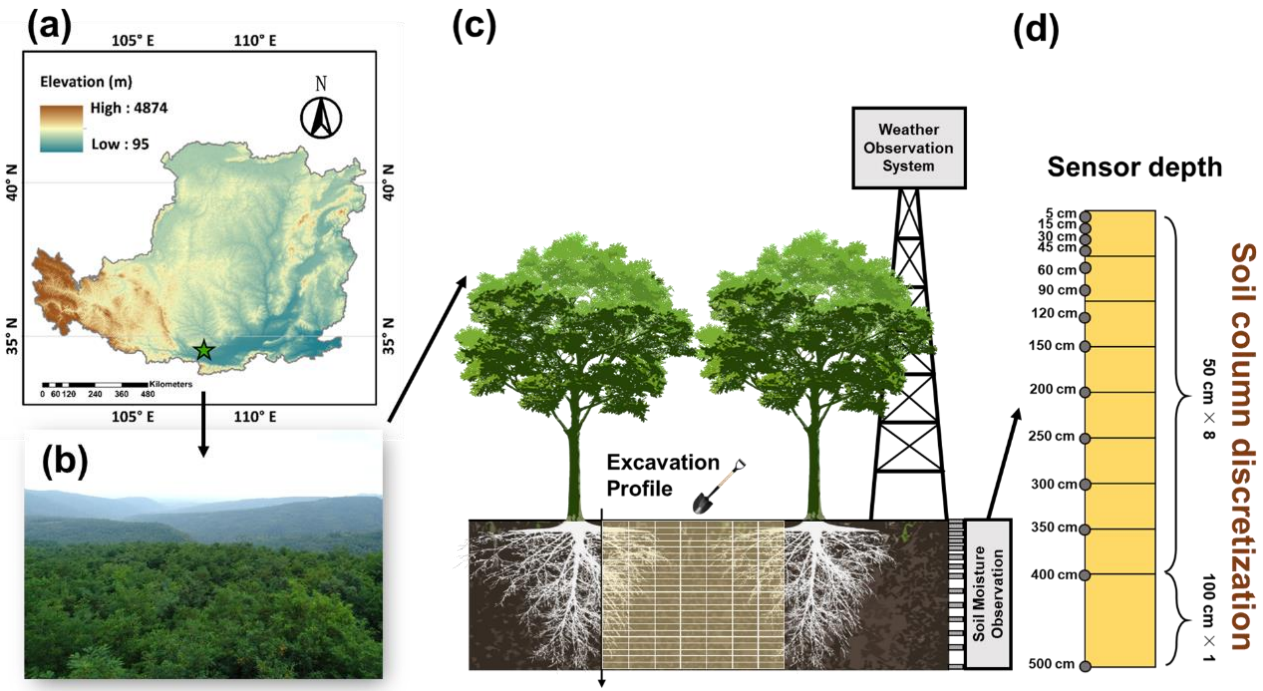 (a)
105° E 110° E
Elevation (m)
High : 4874
Low : 95
N
40° N
40° N
35° N
35° N
Kilometers
0 60 120 240 360 480
105° E 110° E
(b)
(c)
Weather
Observation
System
Excavation
Profile
Soil Moisture
Observation
(d)
Sensor depth
5 cm
15 cm
30 cm
45 cm
60 cm
90 cm
120 cm
150 cm
200 cm
250 cm
300 cm
350 cm
400 cm
500 cm
50 cm × 8
100 cm × 1
Soil column discretization